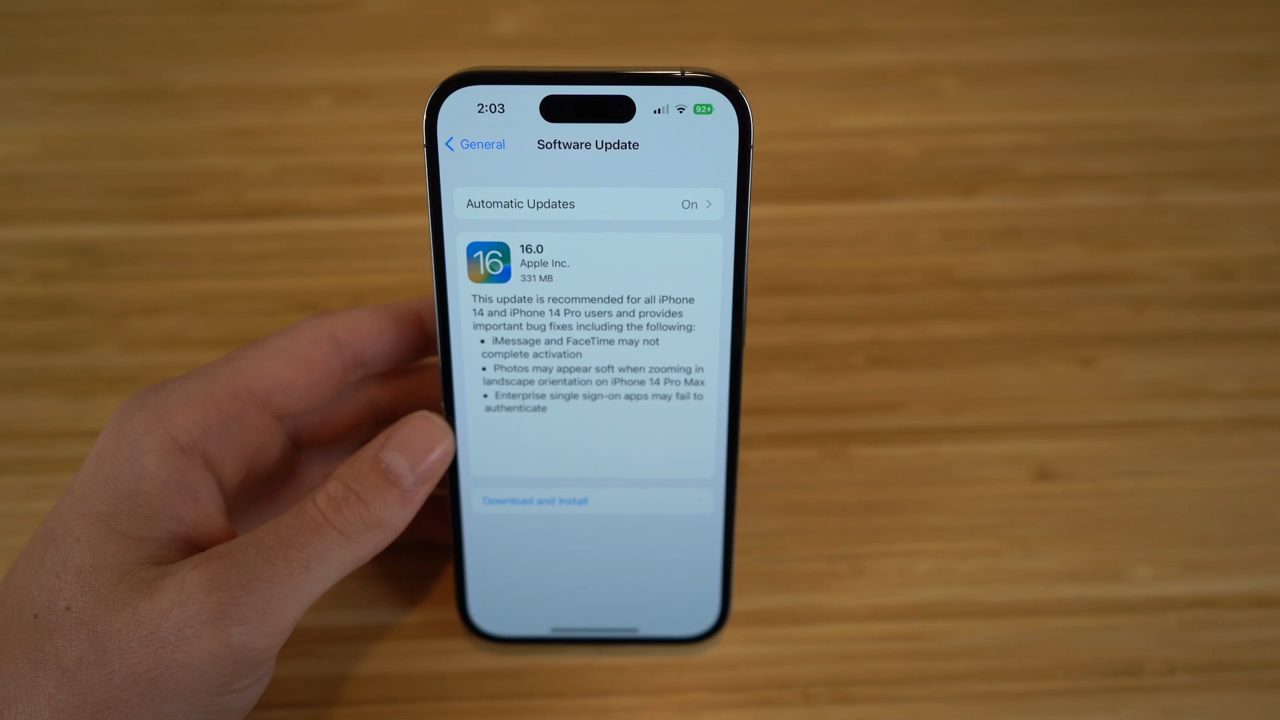 2:03
92
General
Software Update
Automatic Updates
On
16
16.0
Apple Inc.
331 MB
This update is recommended for all iPhone
14 and iPhone 14 Pro users and provides
important bug fixes including the following:
• iMessage and FaceTime may not
complete activation
• Photos may appear soft when zooming in
landscape orientation on iPhone 14 Pro Max
• Enterprise single sign-on apps may fail to
authenticate
Download and Install